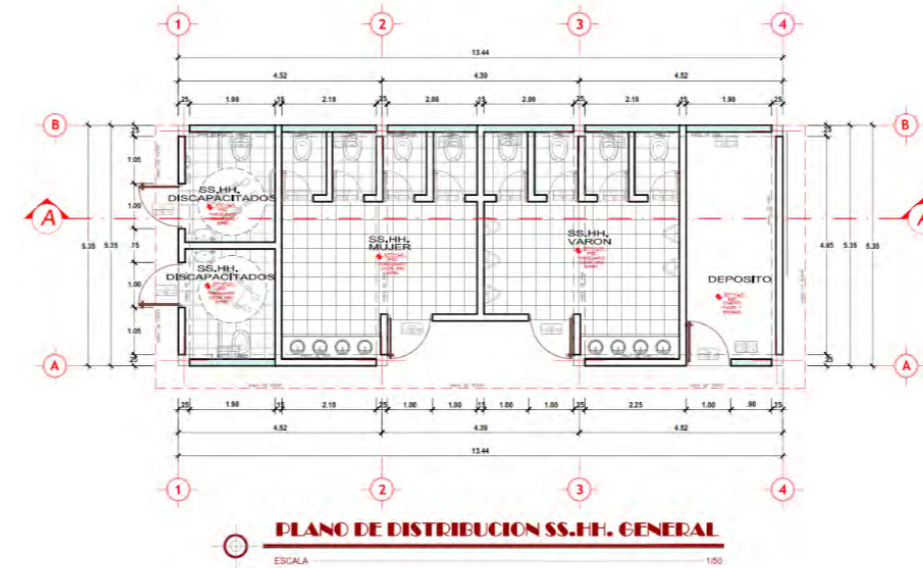 1 2 3 4
13.44
4.52 4.39 4.52
.25 1.90 .15 2.10 .25 2.00 .15 2.00 .25 2.10 1.90 .25
B B
.25
1.05
1.00
.75
1.00
1.05
5.35 5.35
4.85 5.35 5.35
.25
A A
SS.HH.
DISCAPACITADOS
SS.HH.
DISCAPACITADOS
SS.HH.
MUJER
SS.HH.
VARON
DEPOSITO
A A
.25 1.90 .15 2.10 .25 1.00 1.00 .15 1.00 1.00 .25 2.25 1.00 .90 .25
4.52 4.39 4.52
13.44
1 2 3 4
PLANO DE DISTRIBUCION SS.HH. GENERAL
ESCALA 1/50